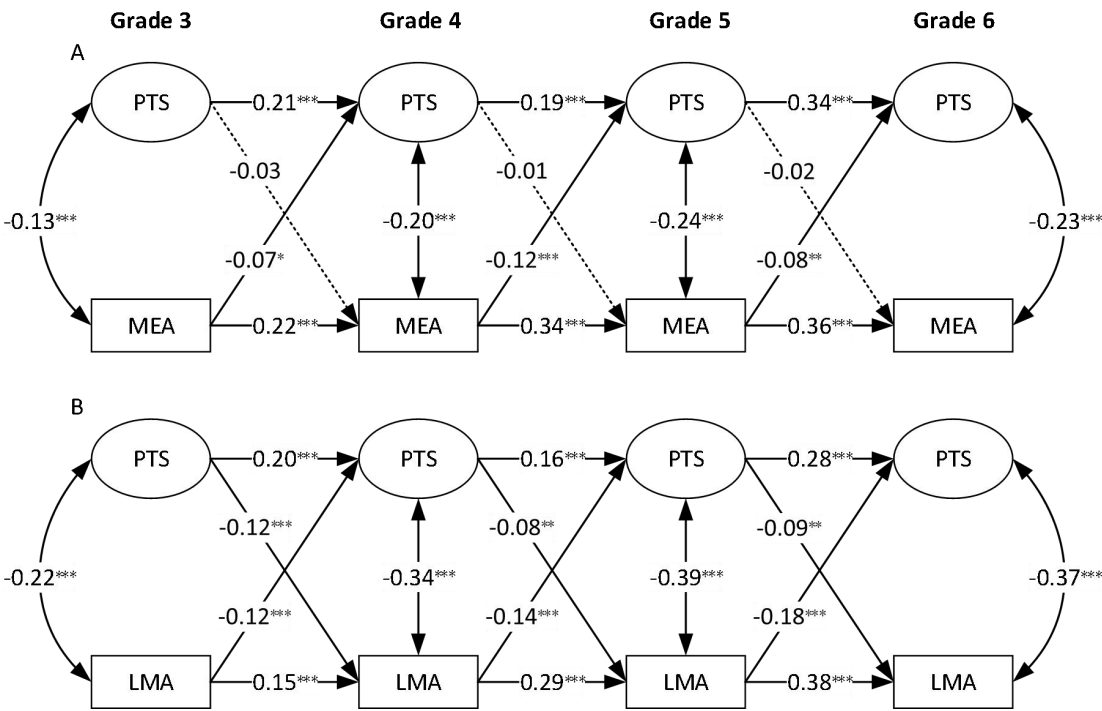 Grade 3 Grade 4 Grade 5 Grade 6
A
PTS 0.21*** PTS 0.19*** PTS 0.34*** PTS
-0.03 -0.01 -0.02
-0.13*** -0.20*** -0.24*** -0.23***
-0.07* -0.12*** -0.08**
MEA 0.22*** MEA 0.34*** MEA 0.36*** MEA
B
PTS 0.20*** PTS 0.16*** PTS 0.28*** PTS
-0.12*** -0.08** -0.09**
-0.22*** -0.34*** -0.39*** -0.37***
-0.12*** -0.14*** -0.18***
LMA 0.15*** LMA 0.29*** LMA 0.38*** LMA